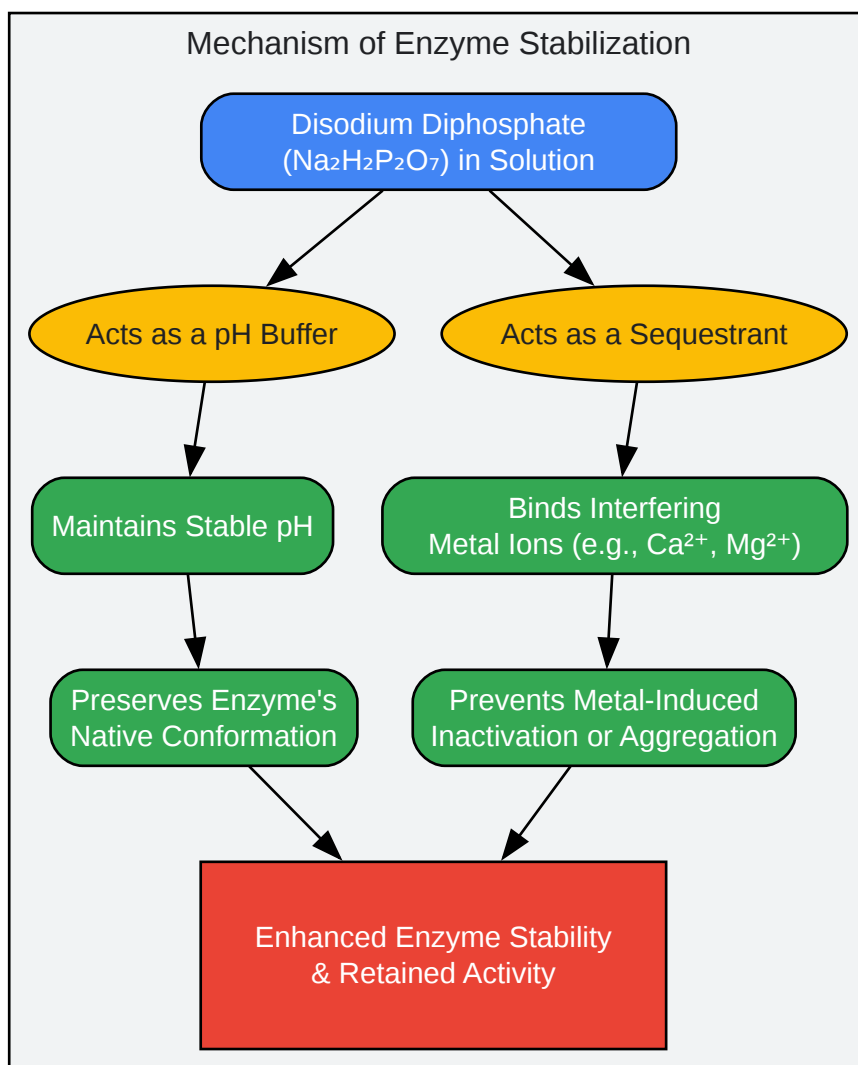 Mechanism of Enzyme Stabilization
Disodium Diphosphate
(Na₂H₂P₂O₇) in Solution
Acts as a pH Buffer
Acts as a Sequestrant
Maintains Stable pH
Binds Interfering
Metal Ions (e.g., Ca²⁺, Mg²⁺)
Preserves Enzyme's
Native Conformation
Prevents Metal-Induced
Inactivation or Aggregation
Enhanced Enzyme Stability
& Retained Activity